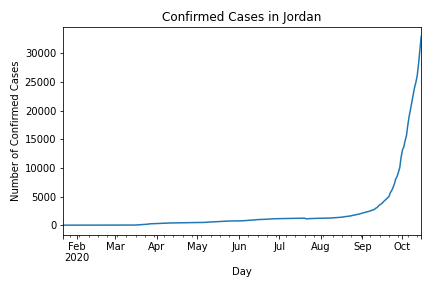 Confirmed Cases in Jordan
Number of Confirmed Cases
30000
25000
20000
15000
10000
5000
0
Feb Mar Apr May Jun Jul Aug Sep Oct
2020
Day